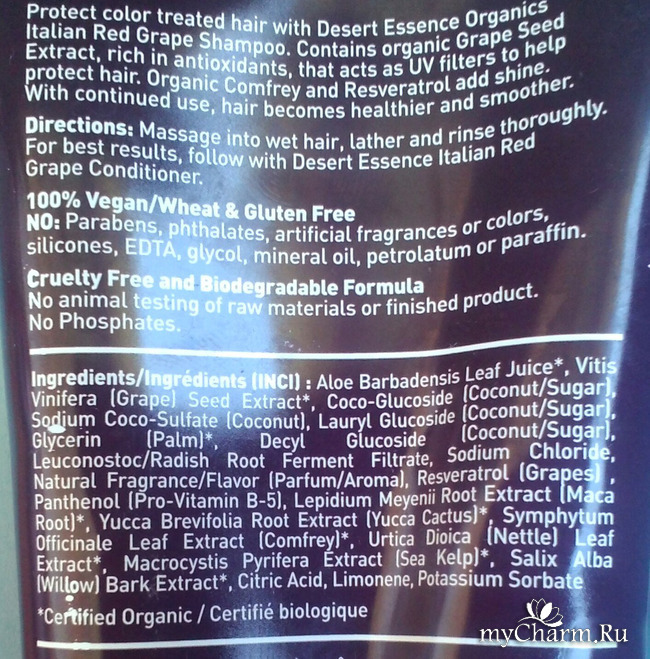 Protect color treated hair with Desert Essence Organics
Italian Red Grape Shampoo. Contains organic Grape Seed
Extract, rich in antioxidants, that acts as UV filters to help
protect hair. Organic Comfrey and Resveratrol add shine.
With continued use, hair becomes healthier and smoother.
Directions: Massage into wet hair, lather and rinse thoroughly.
For best results, follow with Desert Essence Italian Red
Grape Conditioner.
100% Vegan/Wheat & Gluten Free
NO: Parabens, phthalates, artificial fragrances or colors,
silicones, EDTA, glycol, mineral oil, petrolatum or paraffin.
Cruelty Free and Biodegradable Formula
No animal testing of raw materials or finished product.
No Phosphates.
Ingredients/Ingrédients (INCI) : Aloe Barbadensis Leaf Juice*, Vitis
Vinifera (Grape) Seed Extract*, Coco-Glucoside (Coconut/Sugar),
Sodium Coco-Sulfate (Coconut), Lauryl Glucoside (Coconut/Sugar),
Glycerin (Palm)*, Decyl Glucoside (Coconut/Sugar),
Leuconostoc/Radish Root Ferment Filtrate, Sodium Chloride,
Natural Fragrance/Flavor (Parfum/Aroma), Resveratrol (Grapes) ,
Panthenol (Pro-Vitamin B-5), Lepidium Meyenii Root Extract (Maca
Root)*, Yucca Brevifolia Root Extract (Yucca Cactus)*, Symphytum
Officinale Leaf Extract (Comfrey)*, Urtica Dioica (Nettle) Leaf
Extract*, Macrocystis Pyrifera Extract (Sea Kelp)*, Salix Alba
(Willow) Bark Extract*, Citric Acid, Limonene, Potassium Sorbate
*Certified Organic / Certifié biologique
myCharm.Ru